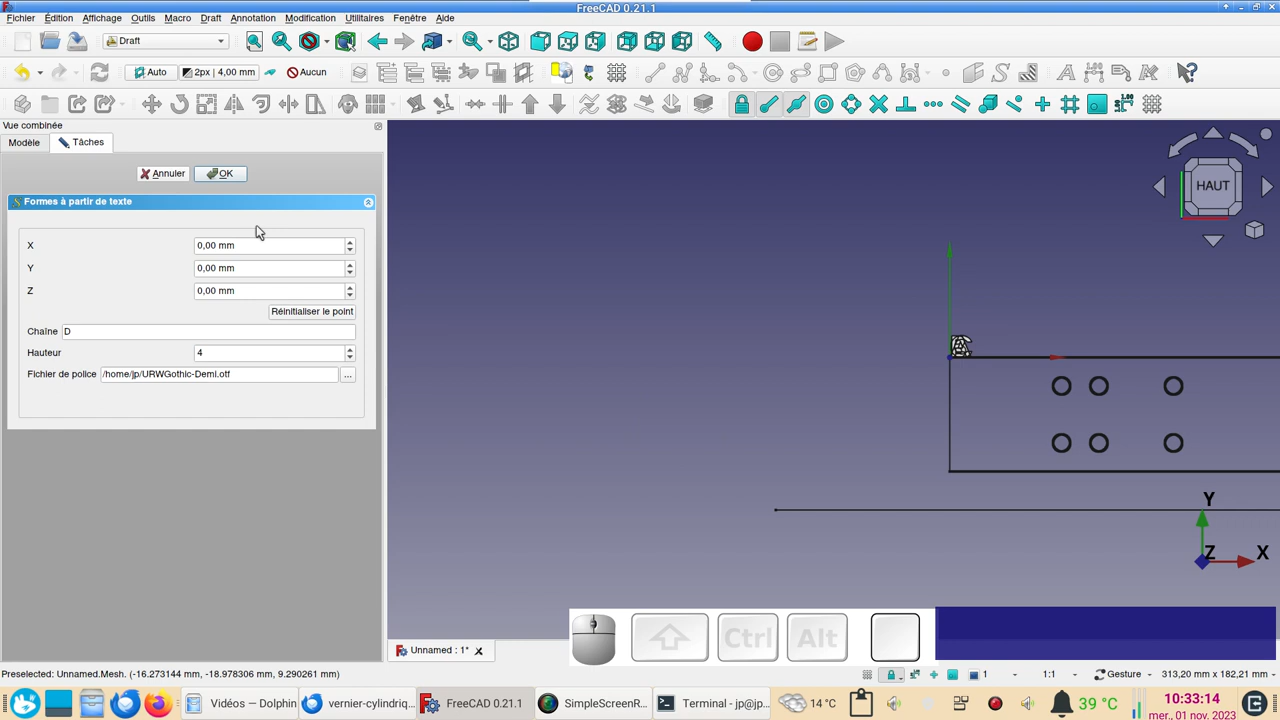 FreeCAD 0.21.1
Fichier Édition Affichage Outils Macro Draft Annotation Modification Utilitaires Fenêtre Aide
Draft
Auto 2px | 4,00 mm Aucun
Vue combinée
Modèle Tâches
Annuler OK
Formes à partir de texte
X 0,00 mm
Y 0,00 mm
Z 0,00 mm
Réinitialiser le point
Chaîne D
Hauteur 4
Fichier de police /home/jp/URWGothic-Demi.otf ...
HAUT
Y
Z X
Ctrl Alt
Unnamed : 1*
Preselected: Unnamed.Mesh. (-16.273144 mm, -18.978306 mm, 9.290261 mm) 1 1:1 Gesture 313,20 mm x 182,21 mm
Vidéos — Dolphin vernier-cylindriq... FreeCAD 0.21.1 SimpleScreenR... Terminal - jp@jp... 14 °C 39 °C 10:33:14
mer., 01 nov. 2023